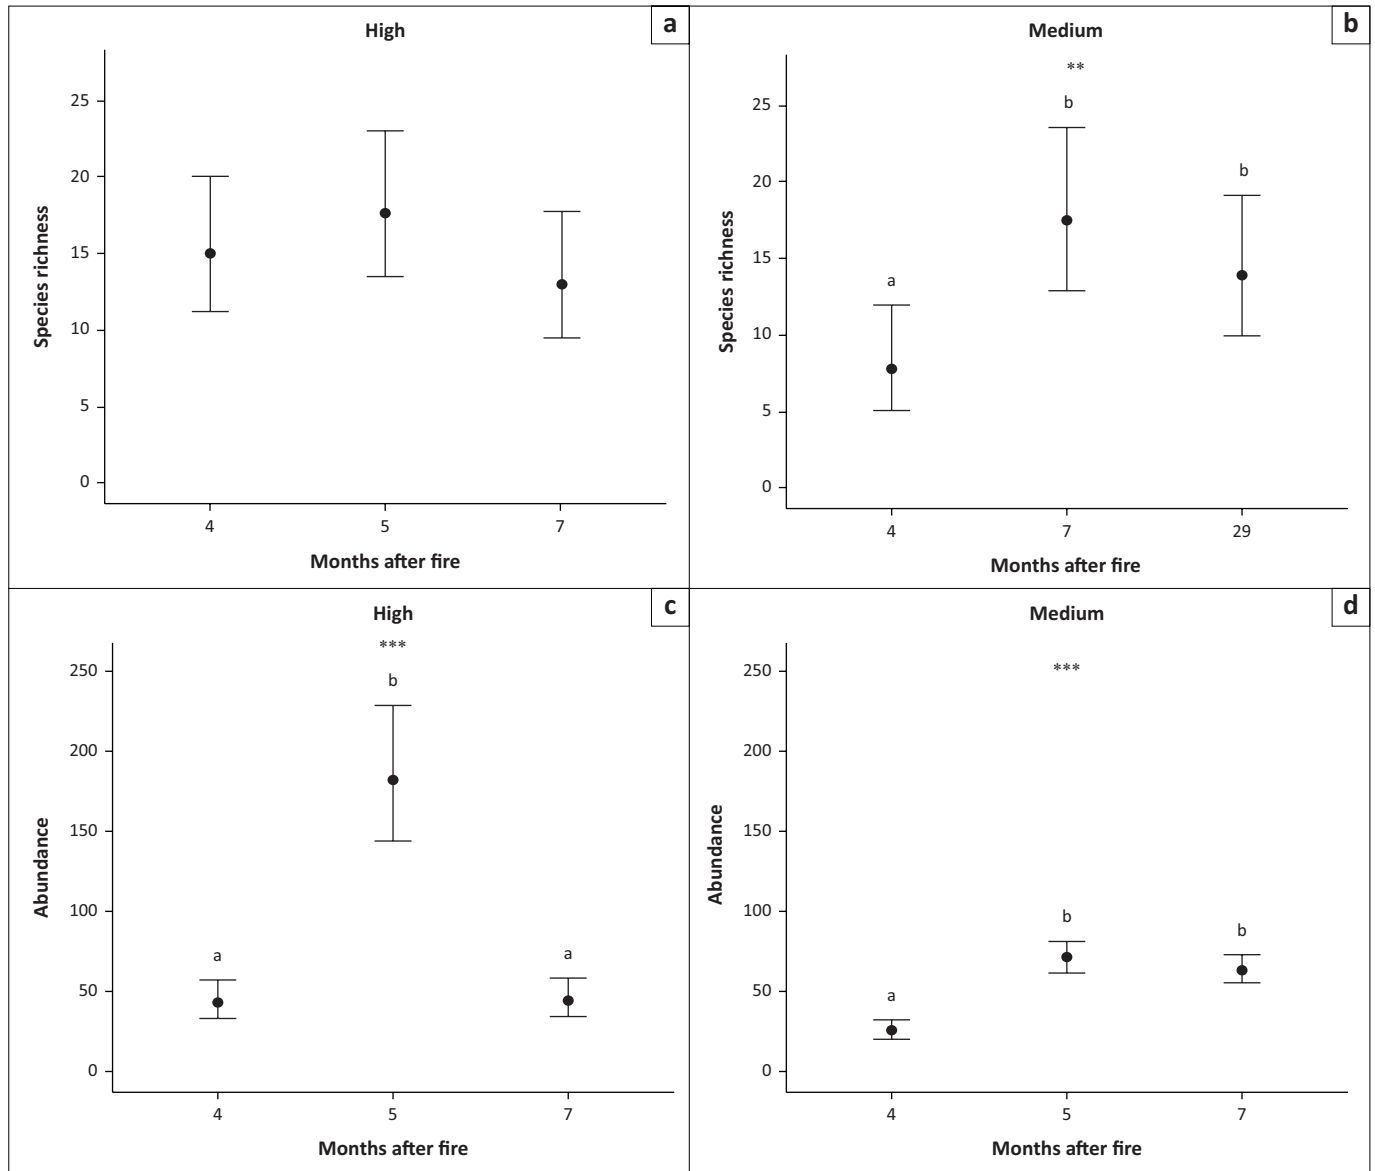 High
a
25
20
15
10
5
0
Species richness
4 5 7
Months after fire
Medium
b
**
b
b
a
25
20
15
10
5
0
Species richness
4 7 29
Months after fire
High
c
***
b
a a
250
200
150
100
50
0
Abundance
4 5 7
Months after fire
Medium
d
***
b
b
a
250
200
150
100
50
0
Abundance
4 5 7
Months after fire